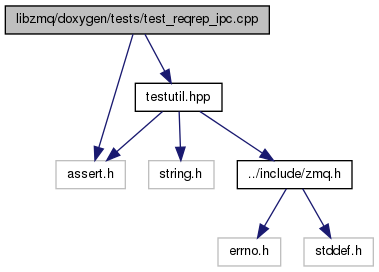 libzmq/doxygen/tests/test_reqrep_ipc.cpp
testutil.hpp
assert.h
string.h
../include/zmq.h
errno.h
stddef.h